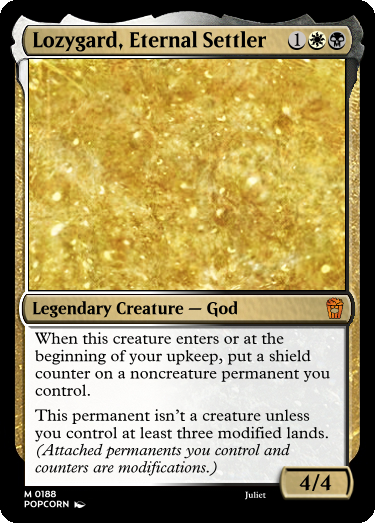 Lozygard, Eternal Settler 1
Legendary Creature — God
When this creature enters or at the
beginning of your upkeep, put a shield
counter on a noncreature permanent you
control.
This permanent isn't a creature unless
you control at least three modified lands.
(Attached permanents you control and
counters are modifications.)
4/4
M 0188
POPCORN
Juliet